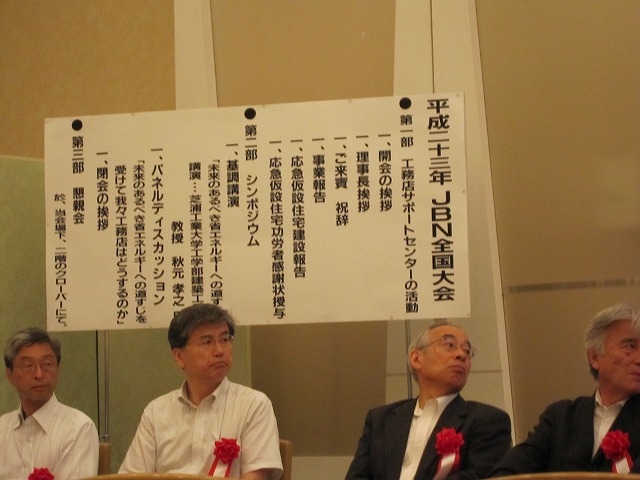 平成二十三年 JBN全国大会
●第一部 工務店サポートセンターの活動
一、開会の挨拶
一、理事長挨拶
一、ご来賓 祝辞
一、事業報告
一、応急仮設住宅建設報告
一、応急仮設住宅功労者感謝状授与
●第二部 シンポジウム
一、基調講演
「未来のあるべき省エネルギーへの道す
講演…芝浦工業大学工学部建築工
教授 秋元 孝之
一、パネルディスカッション
「未来のあるべき省エネルギーへの道すじを
受けて我々工務店はどうするのか」
一、閉会の挨拶
●第三部 懇親会
於、当会場下、二階のクローバーにて。